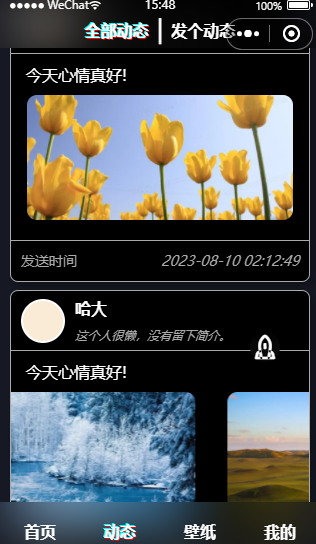 WeChat 15:48 100%
全部动态 发个动态
今天心情真好!
发送时间 2023-08-10 02:12:49
哈大
这个人很懒，没有留下简介。
今天心情真好!
首页 动态 壁纸 我的